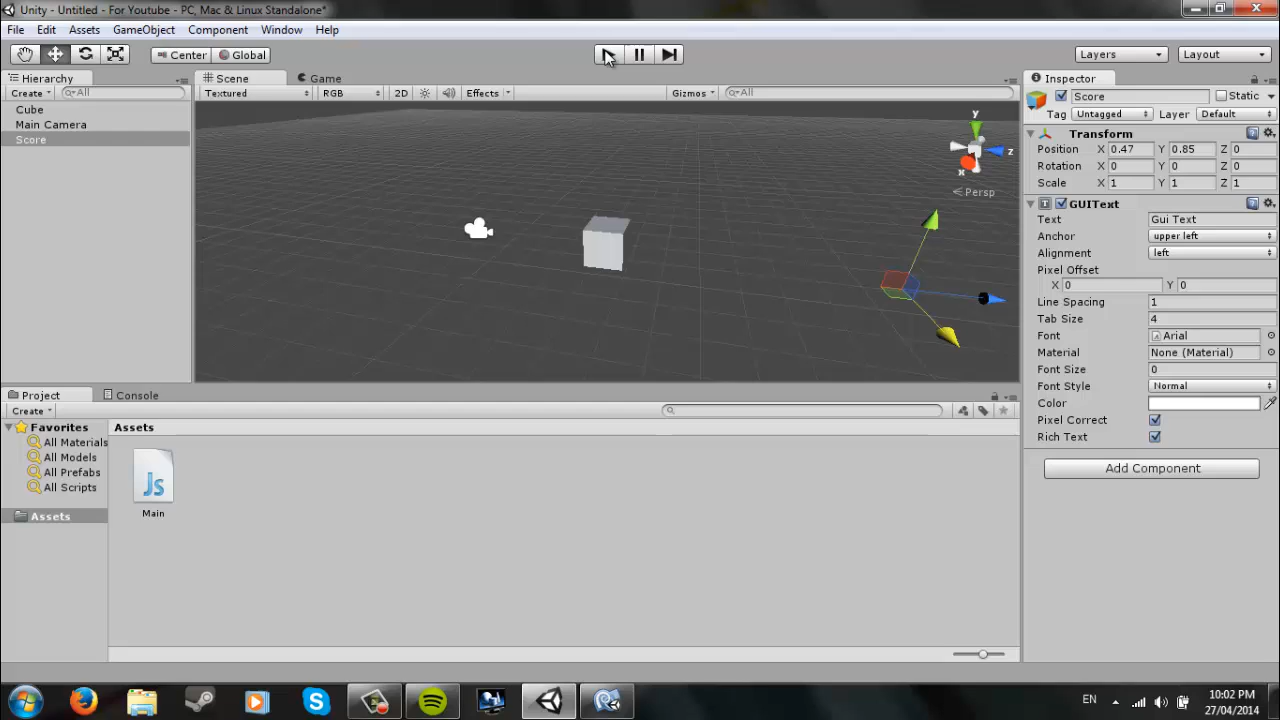 Unity - Untitled - For Youtube - PC, Mac & Linux Standalone*
File Edit Assets GameObject Component Window Help
Center Global Layers Layout
Hierarchy Scene Game Inspector
Create All Textured RGB 2D Effects Gizmos All Score Static
Tag Untagged Layer Default
Cube
Main Camera
Score
y
z
x
Persp
Transform
Position X 0.47 Y 0.85 Z 0
Rotation X 0 Y 0 Z 0
Scale X 1 Y 1 Z 1
GUIText
Text Gui Text
Anchor upper left
Alignment left
Pixel Offset
X 0 Y 0
Line Spacing 1
Tab Size 4
Font Arial
Material None (Material)
Font Size 0
Font Style Normal
Color
Pixel Correct
Rich Text
Add Component
Project Console
Create
Favorites
All Materials
All Models
All Prefabs
All Scripts
Assets
Assets
Js
Main
EN
10:02 PM
27/04/2014